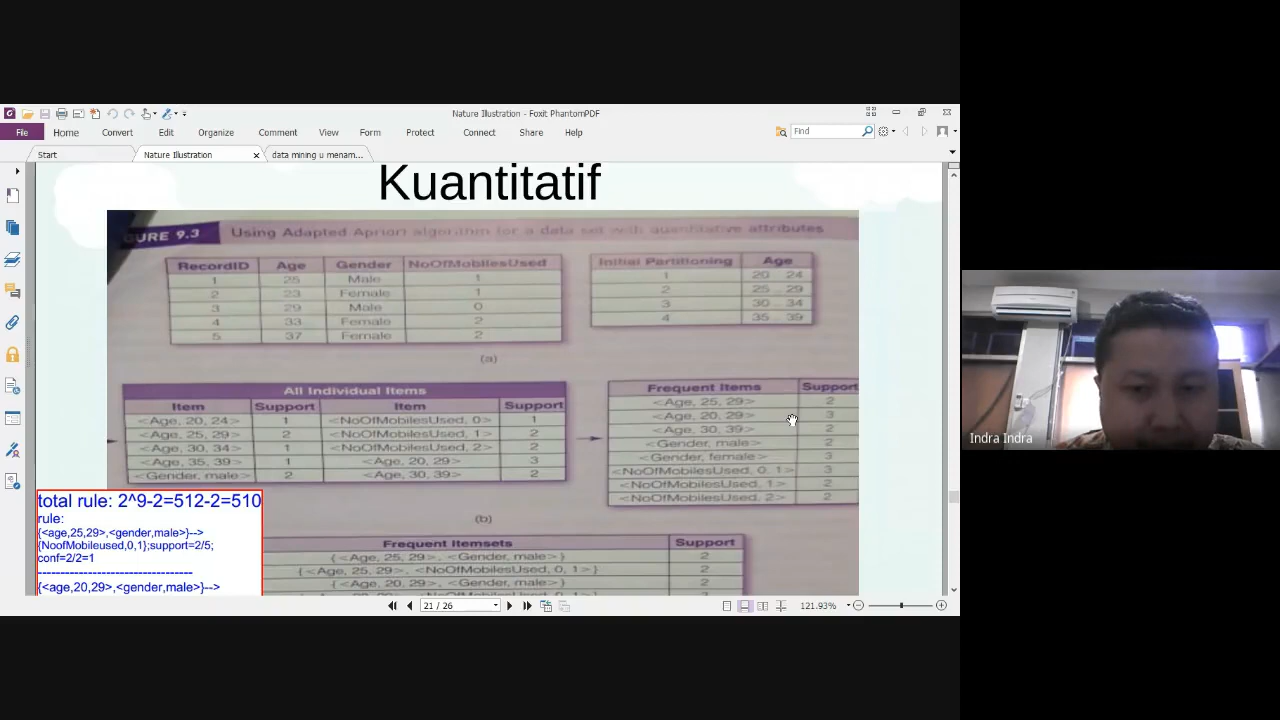 Nature Illustration - Foxit PhantomPDF
File Home Convert Edit Organize Comment View Form Protect Connect Share Help
Find
Start Nature Illustration data mining u menam...
Kuantitatif
URE 9.3 Using Adapted Apriori algorithm for a data set with quantitative attributes
RecordID Age Gender NoOfMobilesUsed
1 25 Male 1
2 23 Female 1
3 29 Male 0
4 33 Female 2
5 37 Female 2
Initial Partitioning Age
1 20 24
2 25 29
3 30 34
4 35 39
(a)
All Individual Items
Item Support Item Support
<Age, 20, 24> 1 <NoOfMobilesUsed, 0> 1
<Age, 25, 29> 2 <NoOfMobilesUsed, 1> 2
<Age, 30, 34> 1 <NoOfMobilesUsed, 2> 2
<Age, 35, 39> 1 <Age, 20, 29> 3
<Gender, male> 2 <Age, 30, 39> 2
Frequent Items Support
<Age, 25, 29> 2
<Age, 20, 29> 3
<Age, 30, 39> 2
<Gender, male> 2
<Gender, female> 3
<NoOfMobilesUsed, 0 1> 3
<NoOfMobilesUsed, 1> 2
<NoOfMobilesUsed, 2> 2
(b)
total rule: 2^9-2=512-2=510
rule:
{<age,25,29>,<gender,male>}-->
{NoofMobileused,0,1};support=2/5;
conf=2/2=1
----------------------------------
{<age,20,29>,<gender,male>}-->
Frequent Itemsets Support
{<Age, 25, 29>, <Gender, male>} 2
{<Age, 25, 29>, <NoOfMobilesUsed, 0, 1>} 2
{<Age, 20, 29>, <Gender, male>} 2
21 / 26
121.93%
Indra Indra